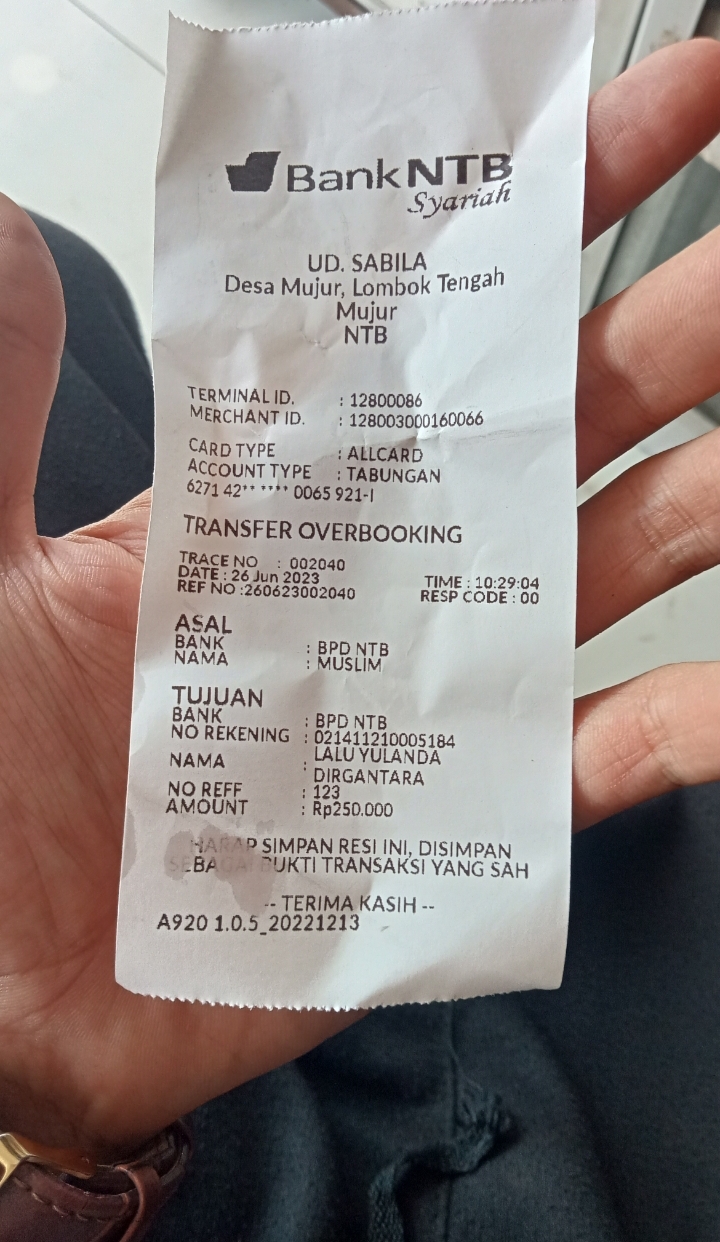 Bank NTB
Syariah
UD. SABILA
Desa Mujur, Lombok Tengah
Mujur
NTB
TERMINAL ID. : 12800086
MERCHANT ID. : 128003000160066
CARD TYPE : ALLCARD
ACCOUNT TYPE : TABUNGAN
6271 42** **** 0065 921-I
TRANSFER OVERBOOKING
TRACE NO : 002040
DATE : 26 Jun 2023 TIME : 10:29:04
REF NO :260623002040 RESP CODE : 00
ASAL
BANK : BPD NTB
NAMA : MUSLIM
TUJUAN
BANK : BPD NTB
NO REKENING : 021411210005184
NAMA : LALU YULANDA
DIRGANTARA
NO REFF : 123
AMOUNT : Rp250.000
HARAP SIMPAN RESI INI, DISIMPAN
SEBAGAI BUKTI TRANSAKSI YANG SAH
-- TERIMA KASIH --
A920 1.0.5_20221213